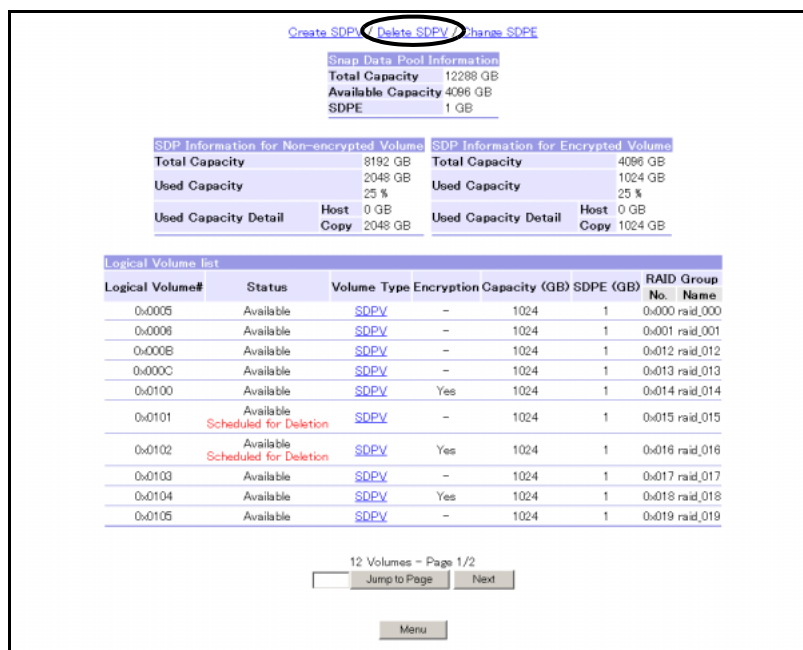 Create SDPV / Delete SDPV / Change SDPE
Snap Data Pool Information
Total Capacity 12288 GB
Available Capacity 4096 GB
SDPE 1 GB
SDP Information for Non-encrypted Volume
Total Capacity 8192 GB
Used Capacity 2048 GB
25 %
Used Capacity Detail Host 0 GB
Copy 2048 GB
SDP Information for Encrypted Volume
Total Capacity 4096 GB
Used Capacity 1024 GB
25 %
Used Capacity Detail Host 0 GB
Copy 1024 GB
Logical Volume list
Logical Volume# Status Volume Type Encryption Capacity (GB) SDPE (GB) RAID Group
No. Name
0x0005 Available SDPV - 1024 1 0x000 raid_000
0x0006 Available SDPV - 1024 1 0x001 raid_001
0x000B Available SDPV - 1024 1 0x012 raid_012
0x000C Available SDPV - 1024 1 0x013 raid_013
0x0100 Available SDPV Yes 1024 1 0x014 raid_014
0x0101 Available SDPV - 1024 1 0x015 raid_015
Scheduled for Deletion
0x0102 Available SDPV Yes 1024 1 0x016 raid_016
Scheduled for Deletion
0x0103 Available SDPV - 1024 1 0x017 raid_017
0x0104 Available SDPV Yes 1024 1 0x018 raid_018
0x0105 Available SDPV - 1024 1 0x019 raid_019
12 Volumes - Page 1/2
Jump to Page Next
Menu